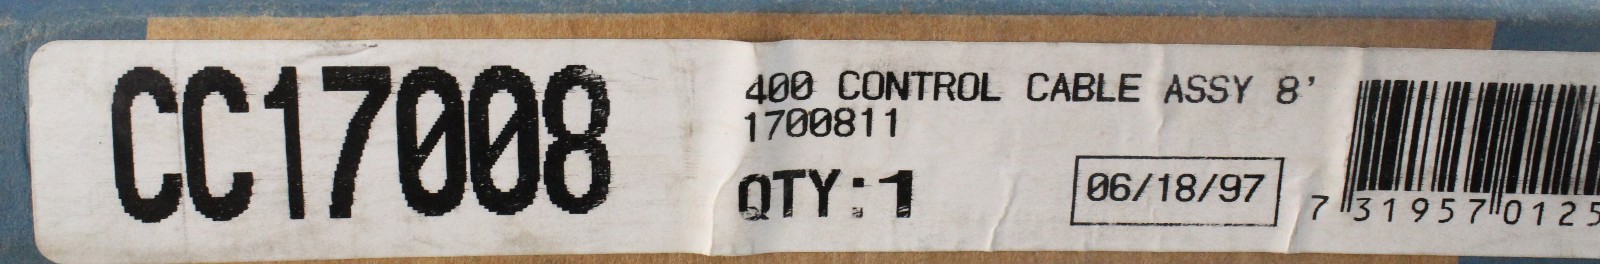 CC17008
400 CONTROL CABLE ASSY 8'
1700811
QTY:1
06/18/97
7 31957 0125